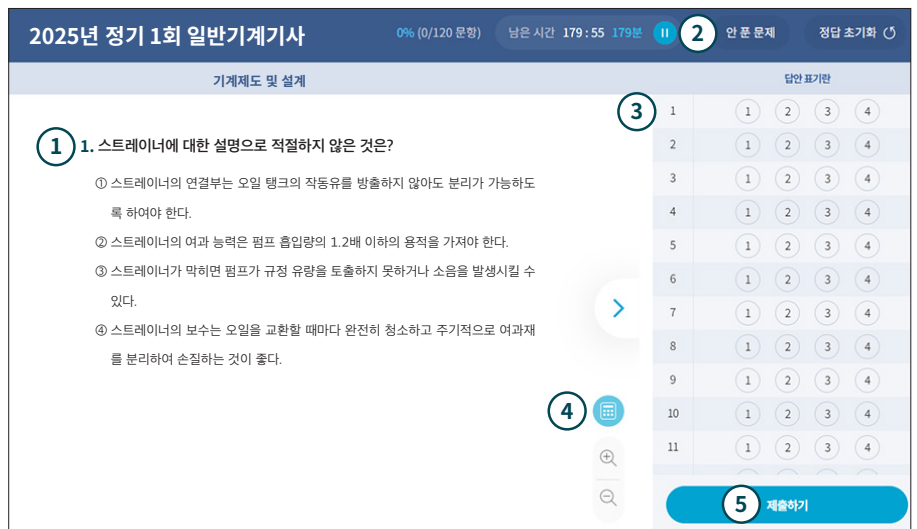 2025년 정기 1회 일반기계기사
0% (0/120 문항)
남은 시간 179 : 55 179분
2
안 푼 문제
정답 초기화
기계제도 및 설계
답안 표기란
1
1. 스트레이너에 대한 설명으로 적절하지 않은 것은?
① 스트레이너의 연결부는 오일 탱크의 작동유를 방출하지 않아도 분리가 가능하도
록 하여야 한다.
② 스트레이너의 여과 능력은 펌프 흡입량의 1.2배 이하의 용적을 가져야 한다.
③ 스트레이너가 막히면 펌프가 규정 유량을 토출하지 못하거나 소음을 발생시킬 수
있다.
④ 스트레이너의 보수는 오일을 교환할 때마다 완전히 청소하고 주기적으로 여과재
를 분리하여 손질하는 것이 좋다.
4
3
1 1 2 3 4
2 1 2 3 4
3 1 2 3 4
4 1 2 3 4
5 1 2 3 4
6 1 2 3 4
7 1 2 3 4
8 1 2 3 4
9 1 2 3 4
10 1 2 3 4
11 1 2 3 4
5
제출하기